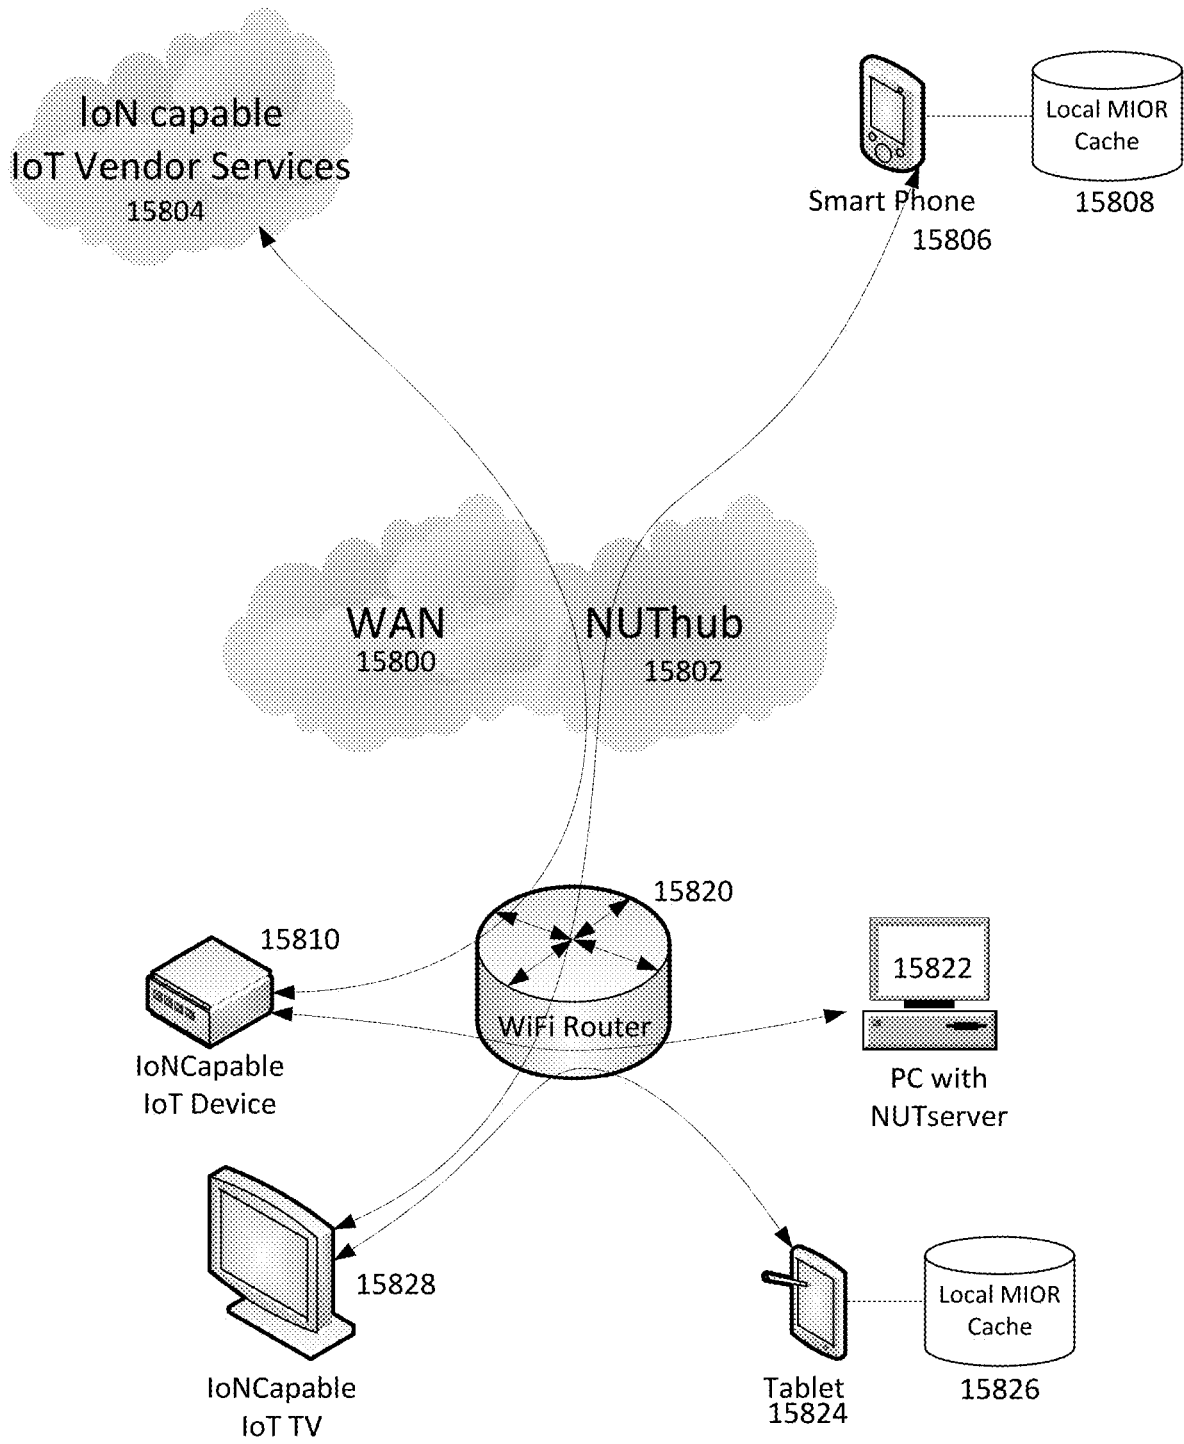 IoN capable
IoT Vendor Services
15804
Local MIOR
Cache
15808
Smart Phone
15806
WAN
15800
NUThub
15802
15820
15810
15822
WiFi Router
IoNCapable
IoT Device
PC with
NUTserver
15828
Local MIOR
Cache
15826
IoNCapable
IoT TV
Tablet
15824